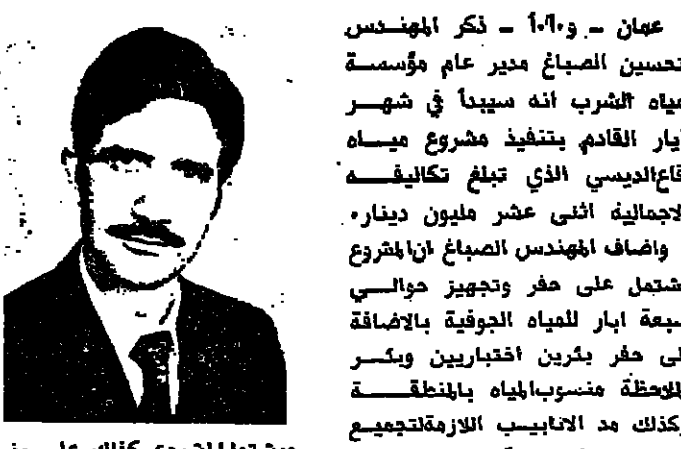 عمان - و.أ.أ - ذكر المهندس
تحسين الصباغ مدير عام مؤسسة
مياه الشرب انه سيبدأ في شهر
ايار القادم بتنفيذ مشروع مياه
قاع الديسي الذي تبلغ تكاليفه
الاجمالية اثنى عشر مليون دينار.
واضاف المهندس الصباغ ان المشروع
يشتمل على حفر وتجهيز حوالي
سبعة ابار للمياه الجوفية بالاضافة
الى حفر بئرين اختباريين وبئر
لملاحظة منسوب المياه بالمنطقة
وكذلك مد الانابيب اللازمة لتجميع
كذلك على